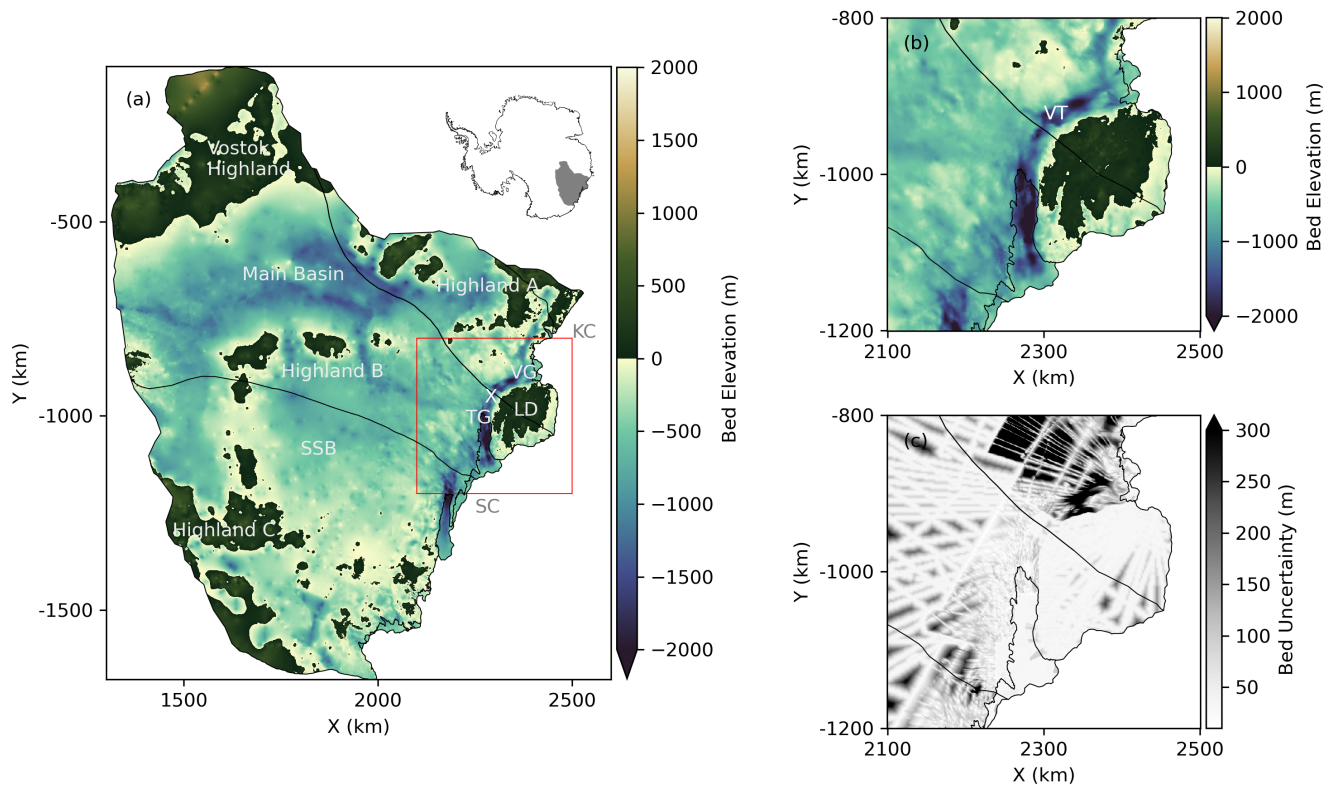 (a)
Vostok
Highland
Main Basin
Highland A
KC
Highland B
VG
X
TG
LD
SSB
SC
Highland C
-500
-1000
-1500
Y (km)
1500
2000
2500
X (km)
2000
1500
1000
500
0
−500
−1000
−1500
−2000
Bed Elevation (m)
(b)
VT
-800
-1000
-1200
Y (km)
2100
2300
2500
X (km)
2000
1000
0
−1000
−2000
Bed Elevation (m)
(c)
-800
-1000
-1200
Y (km)
2100
2300
2500
X (km)
300
250
200
150
100
50
Bed Uncertainty (m)